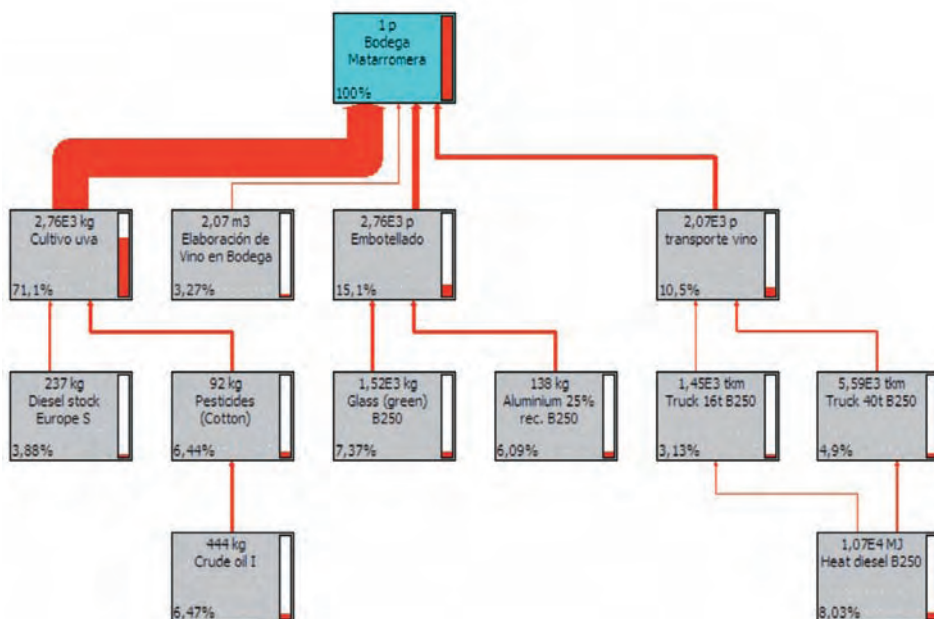 1 p
Bodega
Matarromera
100%
2,76E3 kg
Cultivo uva
71,1%
2,07 m3
Elaboración de
Vino en Bodega
3,27%
2,76E3 p
Embotellado
15,1%
2,07E3 p
transporte vino
10,5%
237 kg
Diesel stock
Europe S
3,88%
92 kg
Pesticides
(Cotton)
6,44%
1,52E3 kg
Glass (green)
B250
7,37%
138 kg
Aluminium 25%
rec. B250
6,09%
1,45E3 tkm
Truck 16t B250
3,13%
5,59E3 tkm
Truck 40t B250
4,9%
444 kg
Crude oil I
6,47%
1,07E4 MJ
Heat diesel B250
8,03%